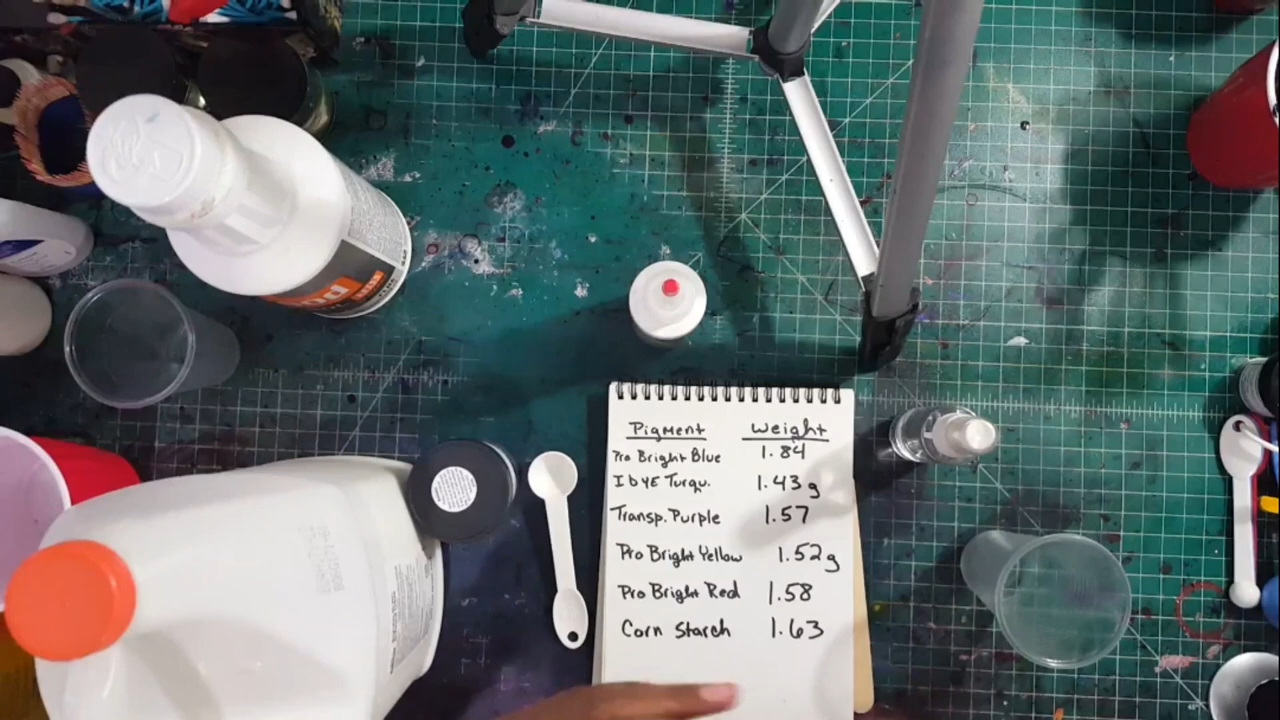 Pigment Weight
Pro Bright Blue 1.84
IDYE Turqu. 1.43g
Transp. Purple 1.57
Pro Bright Yellow 1.52g
Pro Bright Red 1.58
Corn Starch 1.63